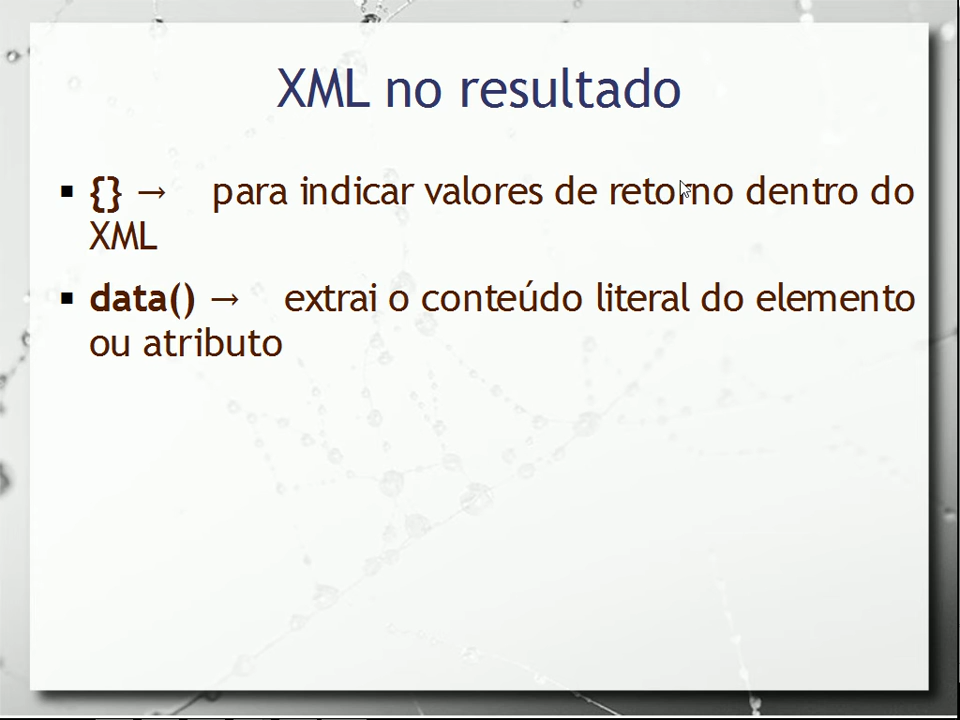 XML no resultado
▪ {} → para indicar valores de retorno dentro do
XML
▪ data() → extrai o conteúdo literal do elemento
ou atributo